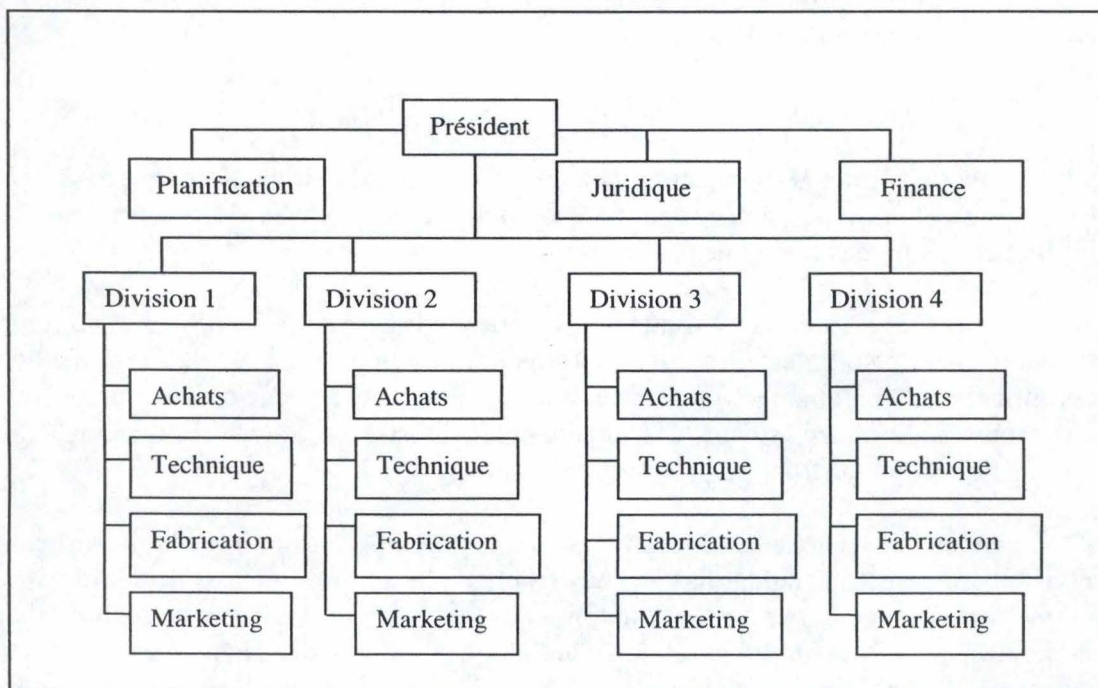 Président
Planification Juridique Finance
Division 1 Division 2 Division 3 Division 4
Achats Achats Achats Achats
Technique Technique Technique Technique
Fabrication Fabrication Fabrication Fabrication
Marketing Marketing Marketing Marketing